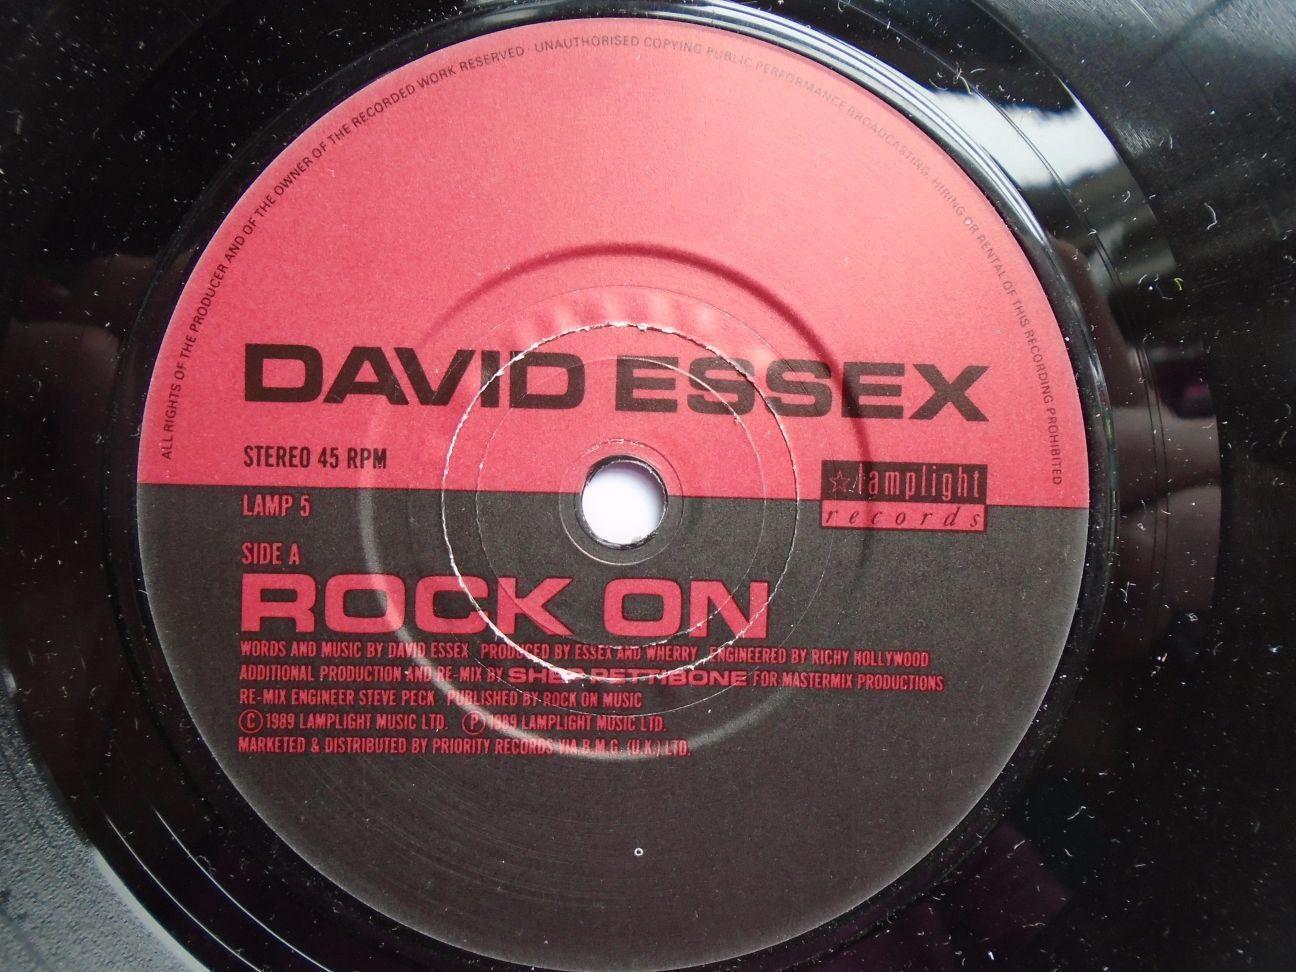 ALL RIGHTS OF THE PRODUCER AND OF THE OWNER OF THE RECORDED WORK RESERVED · UNAUTHORISED COPYING PUBLIC PERFORMANCE BROADCASTING, HIRING OR RENTAL OF THIS RECORDING PROHIBITED
DAVID ESSEX
STEREO 45 RPM
lamplight
records
LAMP 5
SIDE A
ROCK ON
WORDS AND MUSIC BY DAVID ESSEX PRODUCED BY ESSEX AND WHERRY ENGINEERED BY RICHY HOLLYWOOD
ADDITIONAL PRODUCTION AND RE-MIX BY SHEP PETTIBONE FOR MASTERMIX PRODUCTIONS
RE-MIX ENGINEER STEVE PECK PUBLISHED BY ROCK ON MUSIC
Ⓒ 1989 LAMPLIGHT MUSIC LTD. Ⓟ 1989 LAMPLIGHT MUSIC LTD.
MARKETED & DISTRIBUTED BY PRIORITY RECORDS VIA B.M.G. (U.K.) LTD.